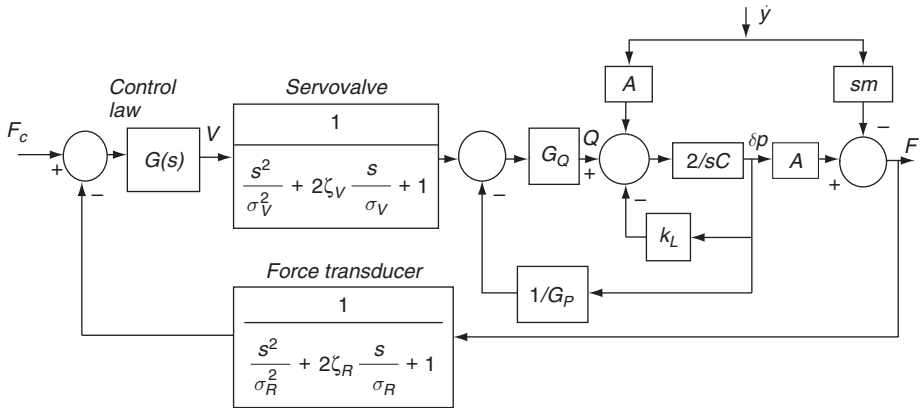 ẏ
Control law
Servovalve
F_c
+
−
G(s)
V
1
s²/σ_V² + 2ζ_V s/σ_V + 1
−
G_Q
Q
+
−
A
−
2/sC
δp
A
sm
−
+
F
k_L
1/G_P
Force transducer
1
s²/σ_R² + 2ζ_R s/σ_R + 1